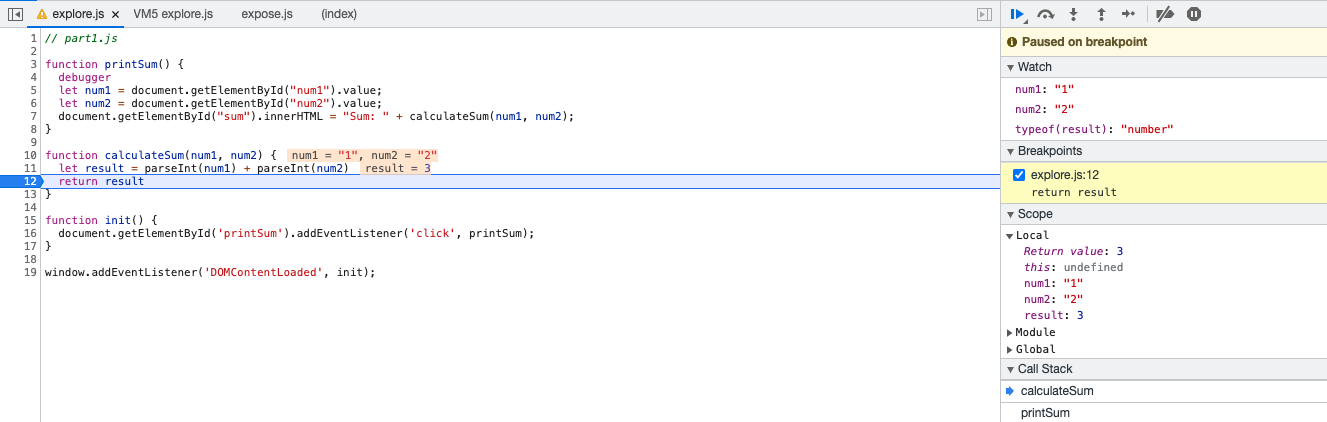 explore.js × VM5 explore.js expose.js (index)
1 // part1.js
2
3 function printSum() {
4 debugger
5 let num1 = document.getElementById("num1").value;
6 let num2 = document.getElementById("num2").value;
7 document.getElementById("sum").innerHTML = "Sum: " + calculateSum(num1, num2);
8 }
9
10 function calculateSum(num1, num2) { num1 = "1", num2 = "2"
11 let result = parseInt(num1) + parseInt(num2) result = 3
12 return result
13 }
14
15 function init() {
16 document.getElementById('printSum').addEventListener('click', printSum);
17 }
18
19 window.addEventListener('DOMContentLoaded', init);
Paused on breakpoint
Watch
num1: "1"
num2: "2"
typeof(result): "number"
Breakpoints
explore.js:12
return result
Scope
Local
Return value: 3
this: undefined
num1: "1"
num2: "2"
result: 3
Module
Global
Call Stack
calculateSum
printSum